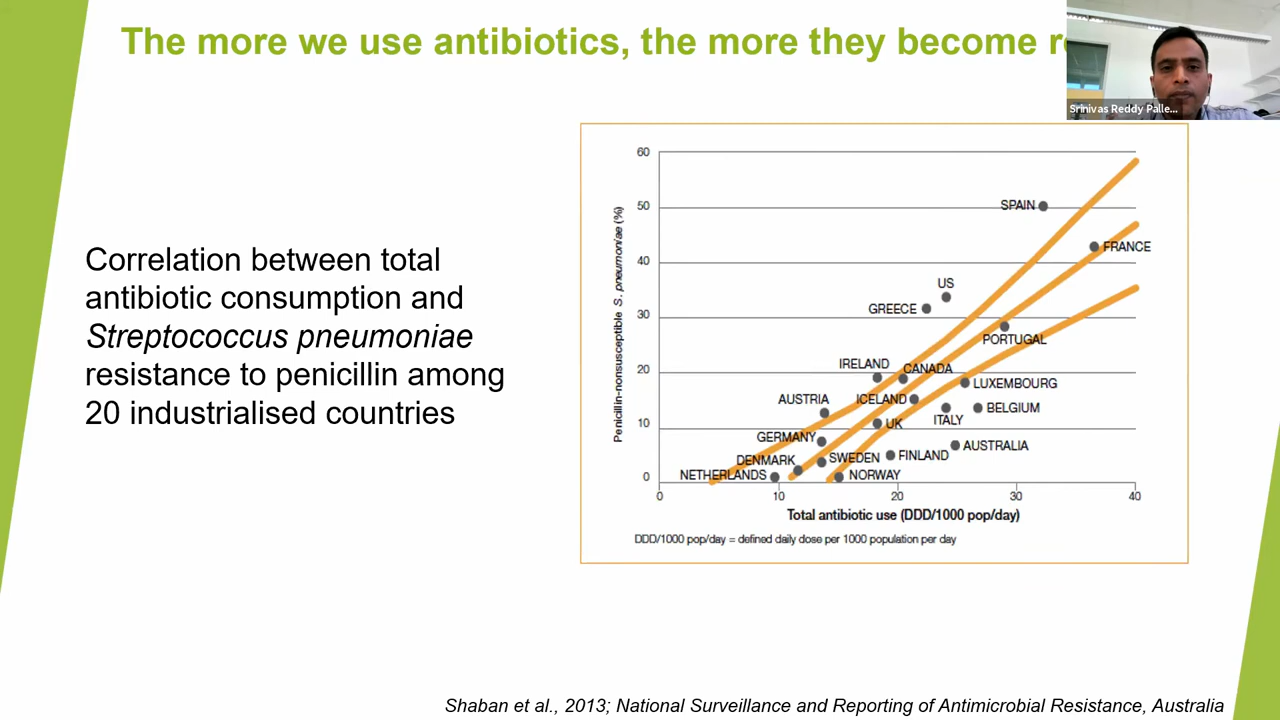 The more we use antibiotics, the more they become
Srinivas Reddy Palle...
Correlation between total
antibiotic consumption and
Streptococcus pneumoniae
resistance to penicillin among
20 industrialised countries
Penicillin-nonsusceptible S. pneumoniae (%)
60
50
40
30
20
10
0
SPAIN
FRANCE
US
GREECE
PORTUGAL
IRELAND
CANADA
LUXEMBOURG
AUSTRIA
ICELAND
BELGIUM
ITALY
UK
GERMANY
AUSTRALIA
DENMARK
SWEDEN
FINLAND
NETHERLANDS
NORWAY
0
10
20
30
40
Total antibiotic use (DDD/1000 pop/day)
DDD/1000 pop/day = defined daily dose per 1000 population per day
Shaban et al., 2013; National Surveillance and Reporting of Antimicrobial Resistance, Australia